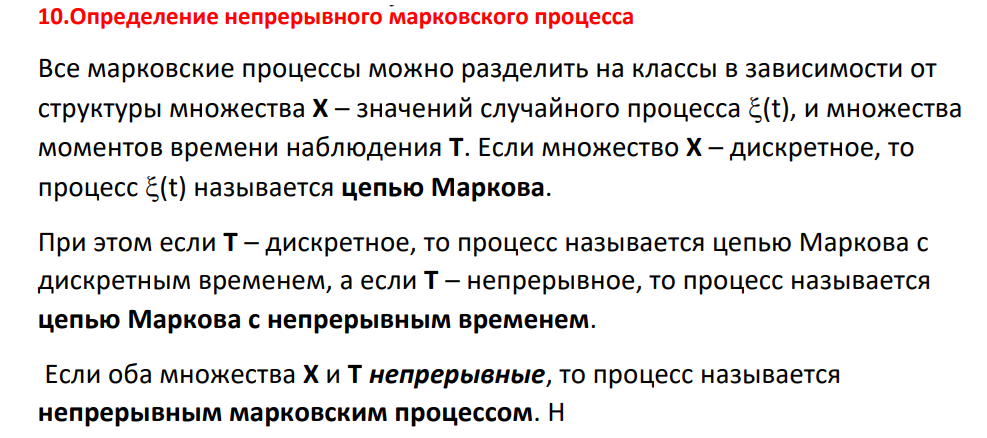 10.Определение непрерывного марковского процесса
Все марковские процессы можно разделить на классы в зависимости от
структуры множества X – значений случайного процесса ξ(t), и множества
моментов времени наблюдения T. Если множество X – дискретное, то
процесс ξ(t) называется цепью Маркова.
При этом если T – дискретное, то процесс называется цепью Маркова с
дискретным временем, а если T – непрерывное, то процесс называется
цепью Маркова с непрерывным временем.
Если оба множества X и T непрерывные, то процесс называется
непрерывным марковским процессом. Н